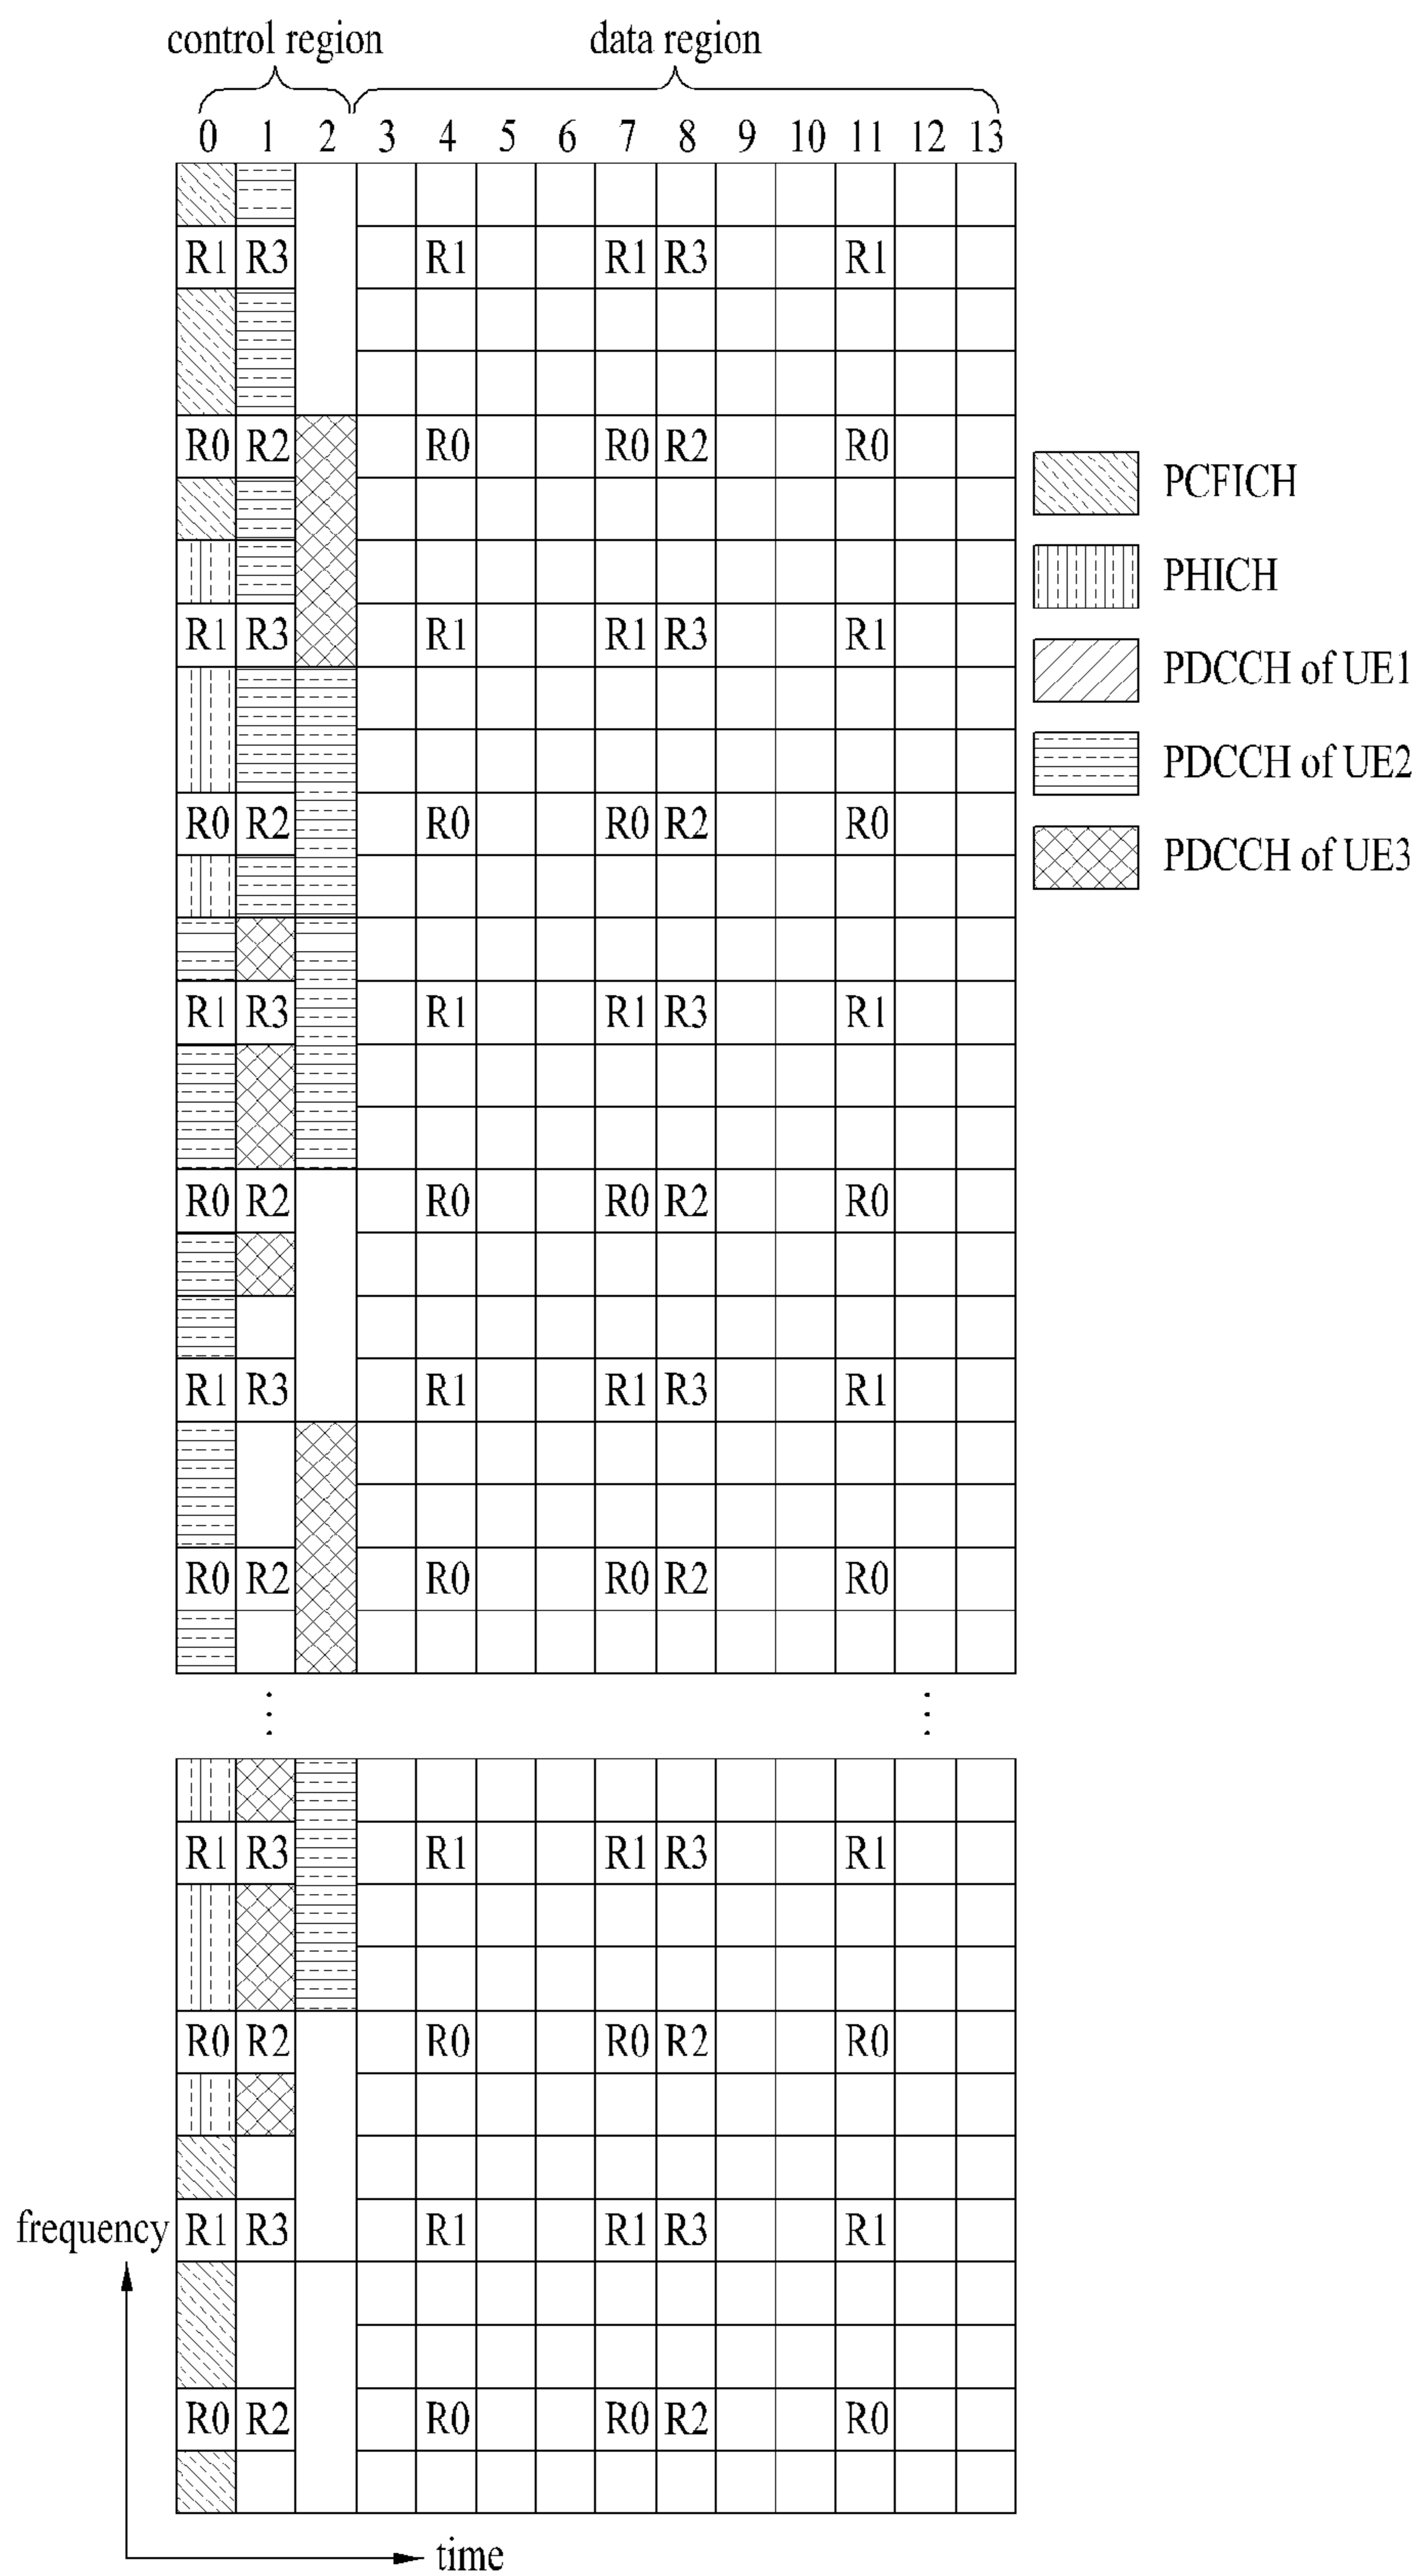 control region data region
0 1 2 3 4 5 6 7 8 9 10 11 12 13
R1 R3 R1 R1 R3 R1
R0 R2 R0 R0 R2 R0
PCFICH
PHICH
R1 R3 R1 R1 R3 R1
PDCCH of UE1
PDCCH of UE2
R0 R2 R0 R0 R2 R0
PDCCH of UE3
R1 R3 R1 R1 R3 R1
R0 R2 R0 R0 R2 R0
R1 R3 R1 R1 R3 R1
R0 R2 R0 R0 R2 R0
R1 R3 R1 R1 R3 R1
R0 R2 R0 R0 R2 R0
frequency R1 R3 R1 R1 R3 R1
R0 R2 R0 R0 R2 R0
time